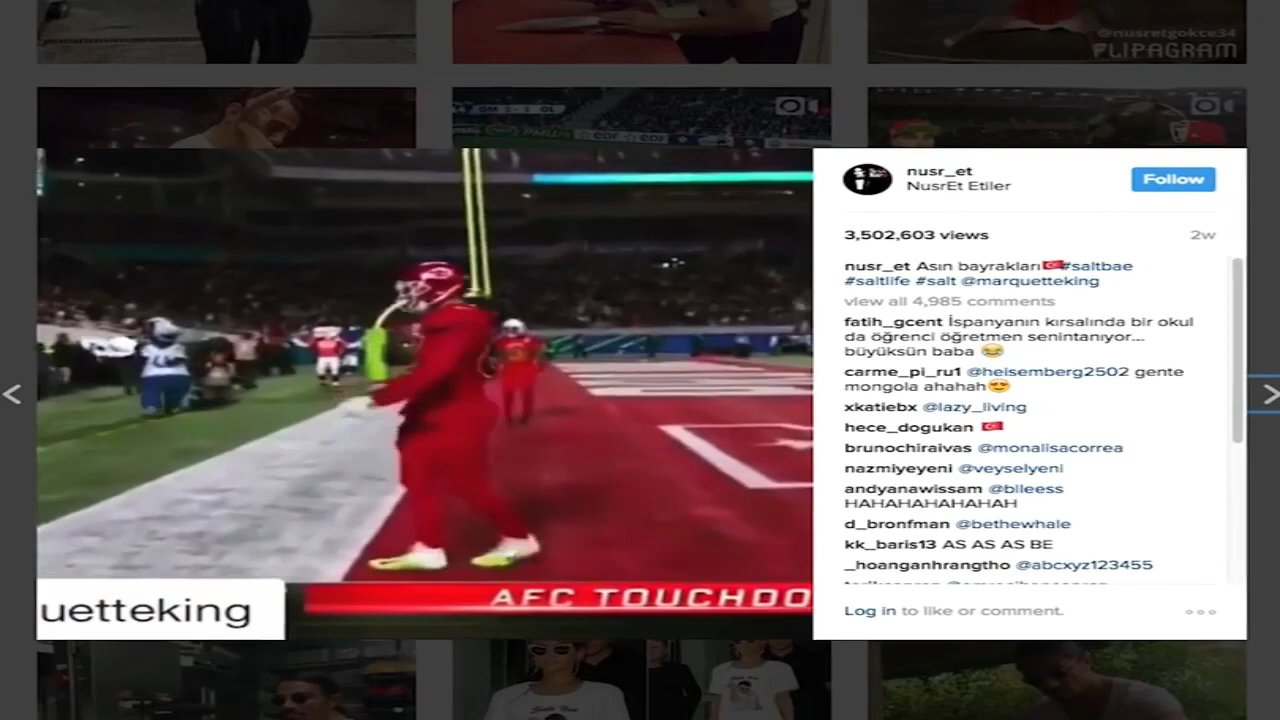 @nusretgokce34
FLIPAGRAM
nusr_et
NusrEt Etiler
Follow
3,502,603 views
2w
nusr_et Asın bayrakları🇹🇷#saltbae
#saltlife #salt @marquetteking
view all 4,985 comments
fatih_gcent İspanyanın kırsalında bir okul
da öğrenci öğretmen senintanıyor...
büyüksün baba 😂
carme_pi_ru1 @heisemberg2502 gente
mongola ahahah😍
xkatiebx @lazy_living
hece_dogukan 🇹🇷
brunochiraivas @monalisacorrea
nazmiyeyeni @veyselyeni
andyanawissam @blleess
HAHAHAHAHAHAH
d_bronfman @bethewhale
kk_baris13 AS AS AS BE
_hoanganhrangtho @abcxyz123455
Log in to like or comment.
AFC TOUCHDO
uetteking